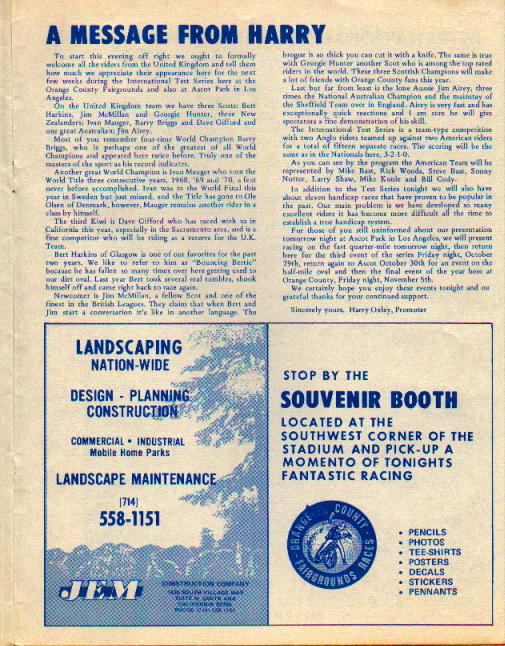 A MESSAGE FROM HARRY
To start this evening off right we ought to formally
welcome all the riders from the United Kingdom and tell them
how much we appreciate their appearance here for the next
few weeks during the International Test Series here at the
Orange County Fairgrounds and also at Ascot Park in Los
Angeles.
On the United Kingdom team we have three Scots: Bert
Harkins, Jim McMillan and Georgie Hunter, three New
Zealanders: Ivan Mauger, Barry Briggs and Dave Gifford and
one great Australian: Jim Airey.
Most of you remember four-time World Champion Barry
Briggs, who is perhaps one of the greatest of all World
Champions and appeared here twice before. Truly one of the
masters of the sport as his record indicates.
Another great World Champion is Ivan Mauger who won the
World Title three consecutive years, 1968, '69 and '70, a feat
never before accomplished. Ivan was in the World Final this
year in Sweden but just missed, and the Title has gone to Ole
Olsen of Denmark, however, Mauger remains another rider in a
class by himself.
The third Kiwi is Dave Gifford who has raced with us in
California this year, especially in the Sacramento area, and is a
fine competitor who will be riding as a reserve for the U.K.
Team.
Bert Harkins of Glasgow is one of our favorites for the past
two years. We like to refer to him as "Bouncing Bertie"
because he has fallen so many times over here getting used to
our dirt oval. Last year Bert took several real tumbles, shook
himself off and came right back to race again.
Newcomer is Jim McMillan, a fellow Scot and one of the
finest in the British Leagues. They claim that when Bert and
Jim start a conversation it's like in another language. The
brogue is so thick you can cut it with a knife. The same is true
with Georgie Hunter another Scot who is among the top rated
riders in the world. These three Scottish Champions will make
a lot of friends with Orange County fans this year.
Last but far from least is the lone Aussie Jim Airey, three
times the National Australian Champion and the mainstay of
the Sheffield Team over in England. Airey is very fast and has
exceptionally quick reactions and I am sure he will give
spectators a fine demonstration of his skill.
The International Test Series is a team-type competition
with two Anglo riders teamed up against two American riders
for a total of fifteen separate races. The scoring will be the
same as in the Nationals here, 3-2-1-0.
As you can see by the program the American Team will be
represented by Mike Bast, Rick Woods, Steve Bast, Sonny
Nutter, Larry Shaw, Mike Konle and Bill Cody.
In addition to the Test Series tonight we will also have
about eleven handicap races that have proven to be popular in
the past. Our main problem is we have developed so many
excellent riders it has become more difficult all the time to
establish a true handicap system.
For those of you still uninformed about our presentation
tomorrow night at Ascot Park in Los Angeles, we will present
racing on the fast quarter-mile tomorrow night, then return
here for the third event of the series Friday night, October
29th, return again to Ascot October 30th for an event on the
half-mile oval and then the final event of the year here at
Orange County, Friday night, November 5th.
We certainly hope you enjoy these events tonight and our
grateful thanks for your continued support.
Sincerely yours, Harry Oxley, Promoter
LANDSCAPING
NATION-WIDE
DESIGN - PLANNING
CONSTRUCTION
COMMERCIAL • INDUSTRIAL
Mobile Home Parks
LANDSCAPE MAINTENANCE
(714)
558-1151
JEM
CONSTRUCTION COMPANY
SOUTH VILLAGE WAY
SANTA ANA
CALIFORNIA
STOP BY THE
SOUVENIR BOOTH
LOCATED AT THE
SOUTHWEST CORNER OF THE
STADIUM AND PICK-UP A
MOMENTO OF TONIGHTS
FANTASTIC RACING
ORANGE COUNTY
FAIRGROUNDS RACES
• PENCILS
• PHOTOS
• TEE-SHIRTS
• POSTERS
• DECALS
• STICKERS
• PENNANTS